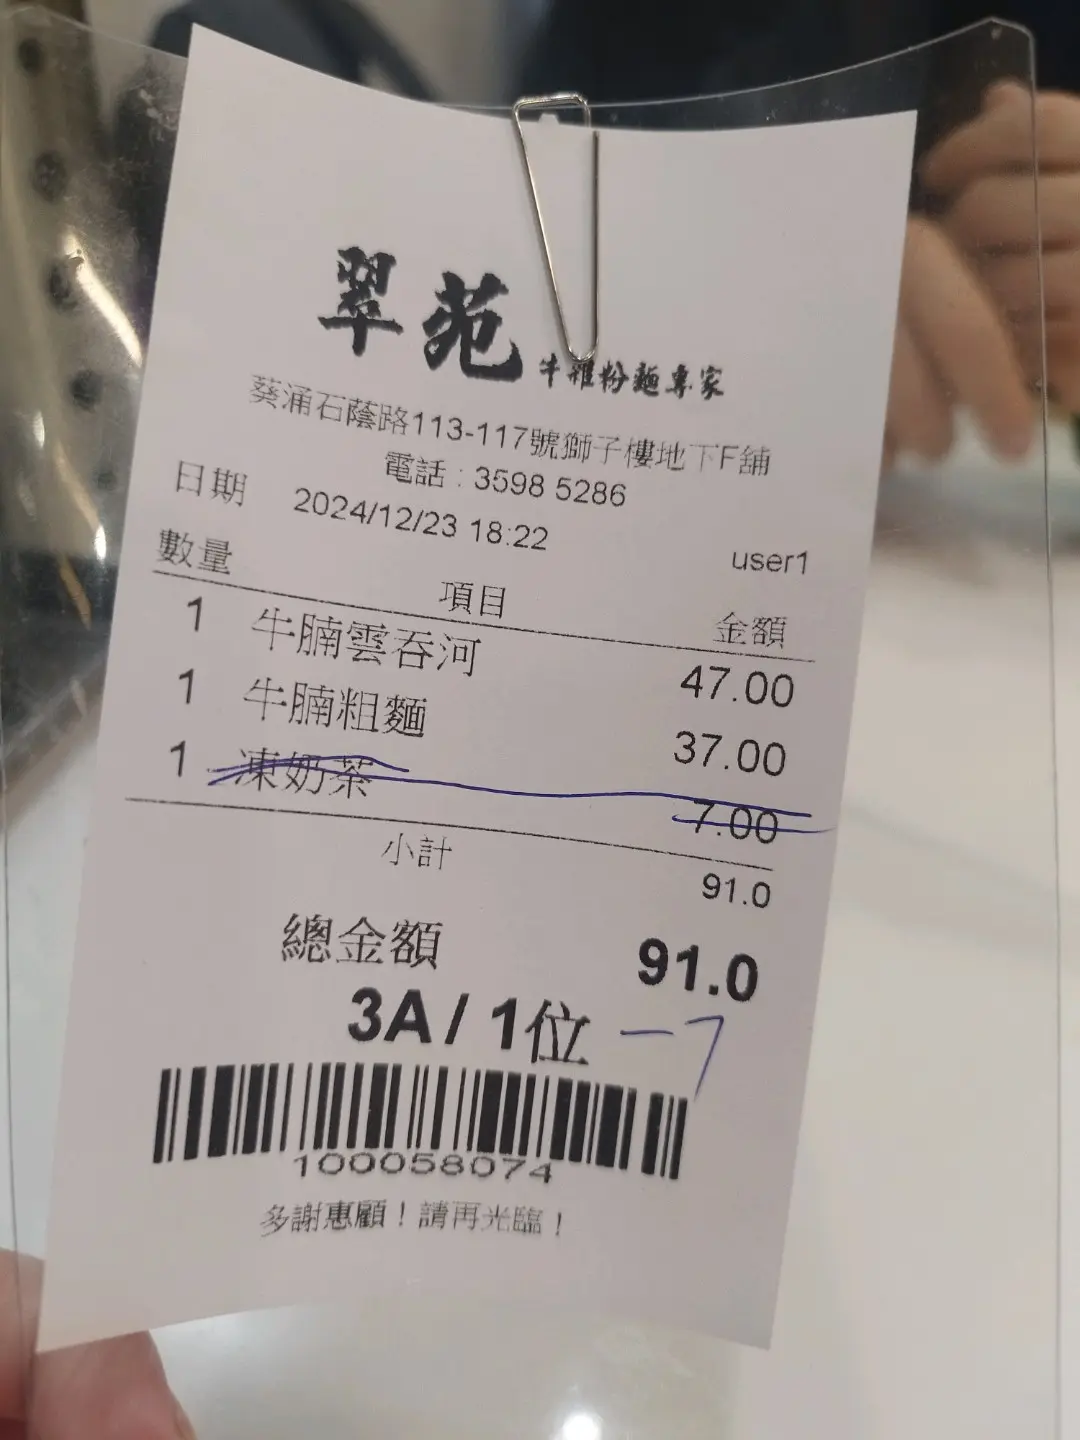 翠苑 牛雜粉麵專家
葵涌石蔭路113-117號獅子樓地下F舖
電話 : 3598 5286
日期 2024/12/23 18:22 user1
數量 項目 金額
1 牛腩雲吞河 47.00
1 牛腩粗麵 37.00
1 凍奶茶 7.00
小計 91.0
總金額 91.0
3A / 1位 -7
100058074
多謝惠顧！請再光臨！